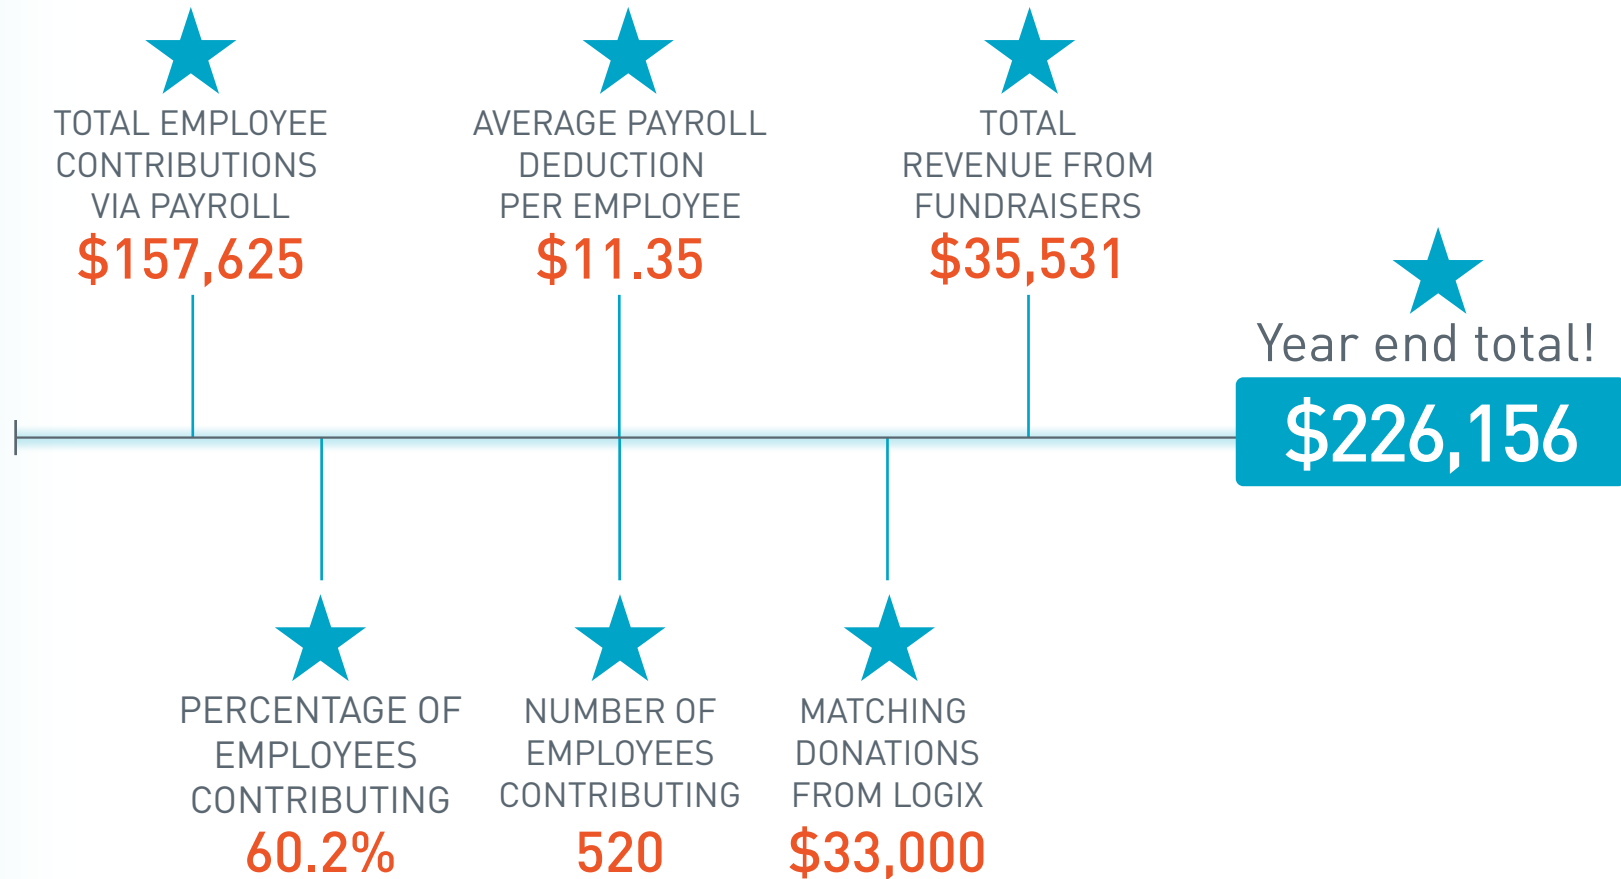 TOTAL EMPLOYEE
CONTRIBUTIONS
VIA PAYROLL
$157,625
AVERAGE PAYROLL
DEDUCTION
PER EMPLOYEE
$11.35
TOTAL
REVENUE FROM
FUNDRAISERS
$35,531
Year end total!
$226,156
PERCENTAGE OF
EMPLOYEES
CONTRIBUTING
60.2%
NUMBER OF
EMPLOYEES
CONTRIBUTING
520
MATCHING
DONATIONS
FROM LOGIX
$33,000